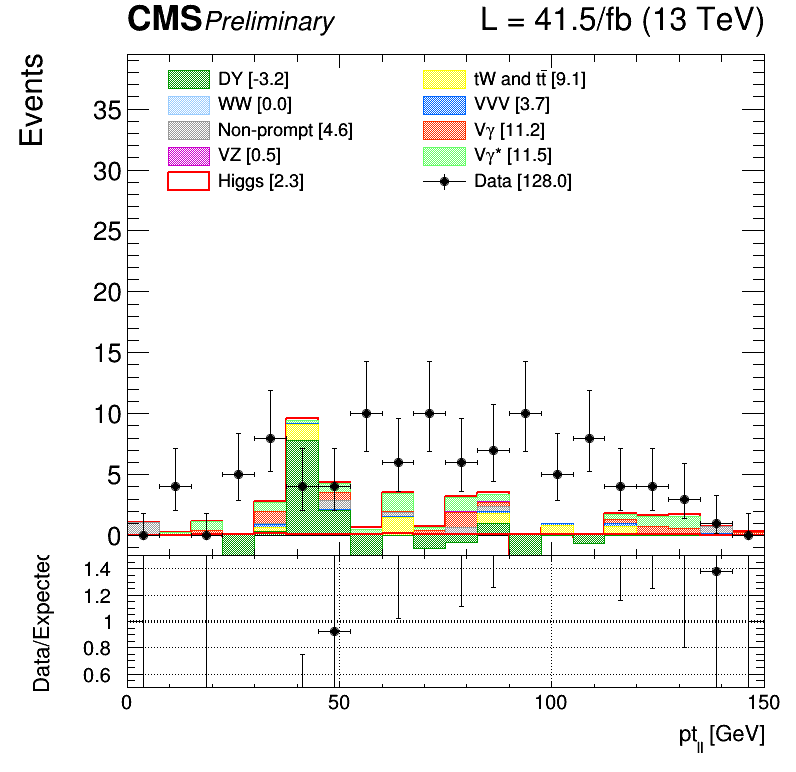 CMS Preliminary L = 41.5/fb (13 TeV)
Events
DY [-3.2] tW and tt̄ [9.1]
WW [0.0] VVV [3.7]
Non-prompt [4.6] Vγ [11.2]
VZ [0.5] Vγ* [11.5]
Higgs [2.3] Data [128.0]
35
30
25
20
15
10
5
0
Data/Expected
1.4
1.2
1
0.8
0.6
0 50 100 150
pt_ll [GeV]